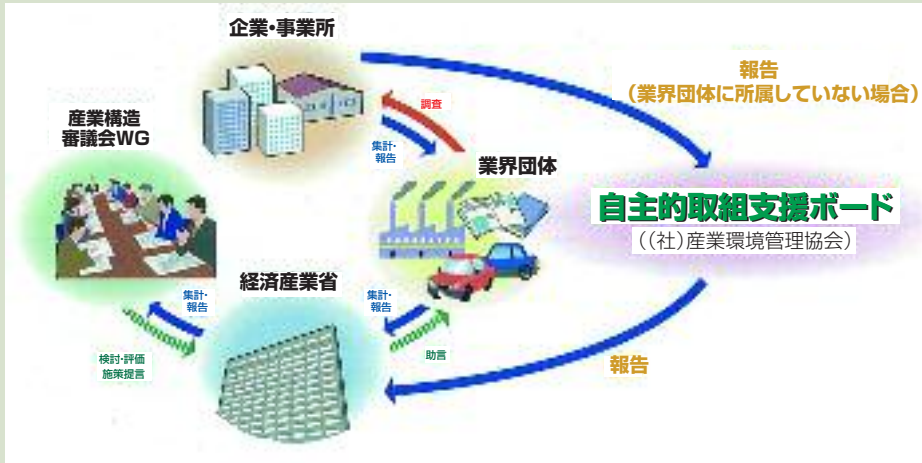 企業・事業所
報告
（業界団体に所属していない場合）
調査
産業構造
審議会WG
集計・
報告
業界団体
自主的取組支援ボード
（（社）産業環境管理協会）
経済産業省
集計・
報告
集計・
報告
検討・評価
施策提言
助言
報告